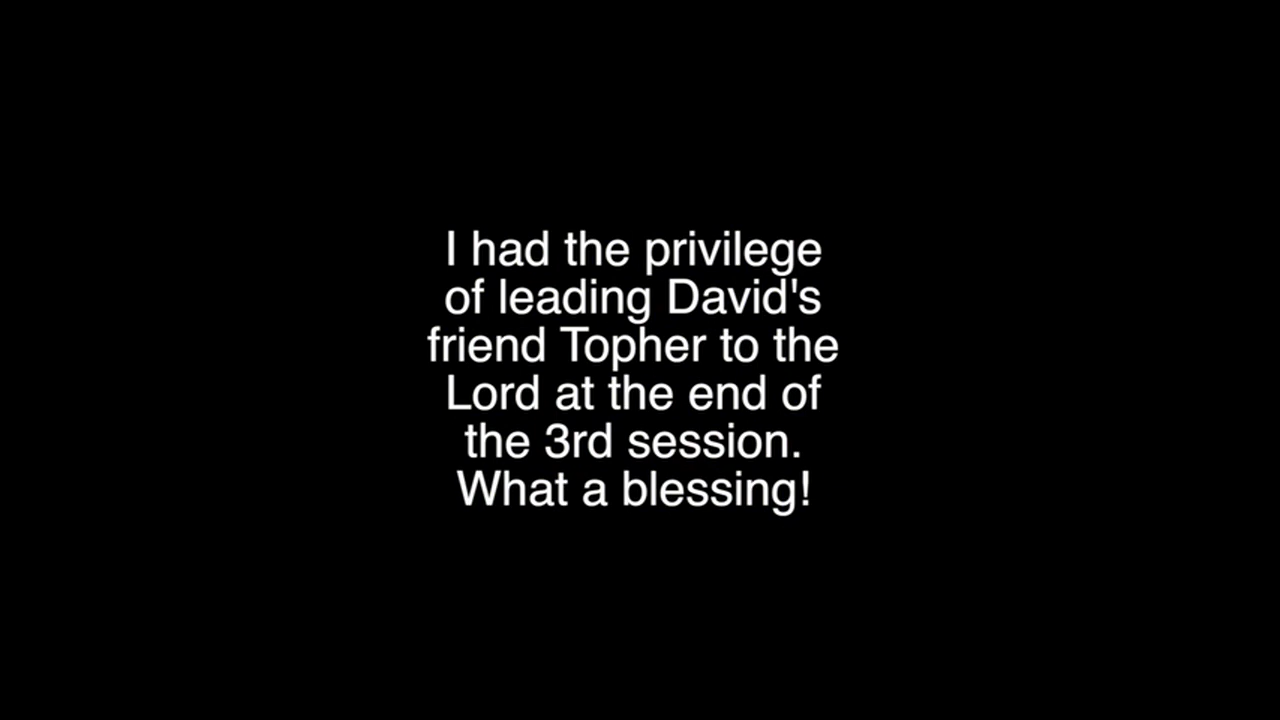 I had the privilege
of leading David's
friend Topher to the
Lord at the end of
the 3rd session.
What a blessing!